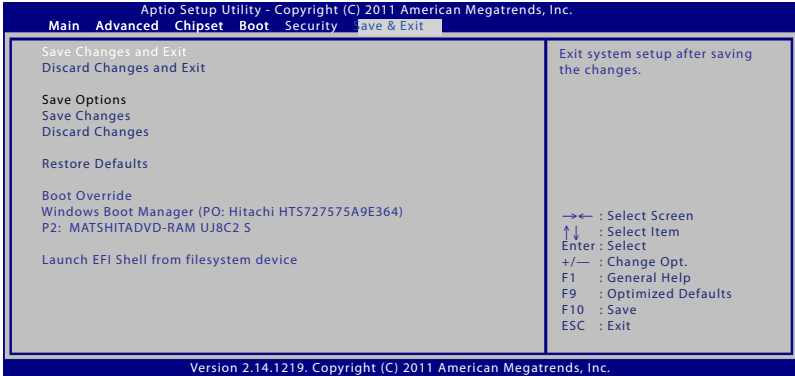 Aptio Setup Utility - Copyright (C) 2011 American Megatrends, Inc.
Main Advanced Chipset Boot Security Save & Exit
Save Changes and Exit
Discard Changes and Exit
Save Options
Save Changes
Discard Changes
Restore Defaults
Boot Override
Windows Boot Manager (PO: Hitachi HTS727575A9E364)
P2: MATSHITADVD-RAM UJ8C2 S
Launch EFI Shell from filesystem device
Exit system setup after saving
the changes.
→← : Select Screen
↑↓ : Select Item
Enter : Select
+/— : Change Opt.
F1 : General Help
F9 : Optimized Defaults
F10 : Save
ESC : Exit
Version 2.14.1219. Copyright (C) 2011 American Megatrends, Inc.